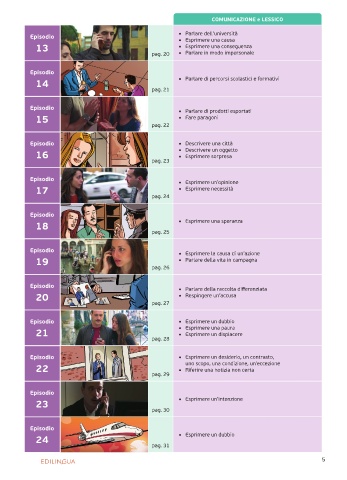 COMUNICAZIONE e LESSICO
Episodio
13
pag. 20
• Parlare dell'università
• Esprimere una causa
• Esprimere una conseguenza
• Parlare in modo impersonale
Episodio
14
pag. 21
• Parlare di percorsi scolastici e formativi
Episodio
15
pag. 22
• Parlare di prodotti esportati
• Fare paragoni
Episodio
16
pag. 23
• Descrivere una città
• Descrivere un oggetto
• Esprimere sorpresa
Episodio
17
pag. 24
• Esprimere un'opinione
• Esprimere necessità
Episodio
18
pag. 25
• Esprimere una speranza
Episodio
19
pag. 26
• Esprimere la causa di un'azione
• Parlare della vita in campagna
Episodio
20
pag. 27
• Parlare della raccolta differenziata
• Respingere un'accusa
Episodio
21
pag. 28
• Esprimere un dubbio
• Esprimere una paura
• Esprimere un dispiacere
Episodio
22
pag. 29
• Esprimere un desiderio, un contrasto,
uno scopo, una condizione, un'eccezione
• Riferire una notizia non certa
Episodio
23
pag. 30
• Esprimere un'intenzione
Episodio
24
pag. 31
• Esprimere un dubbio
EDILINGUA
5